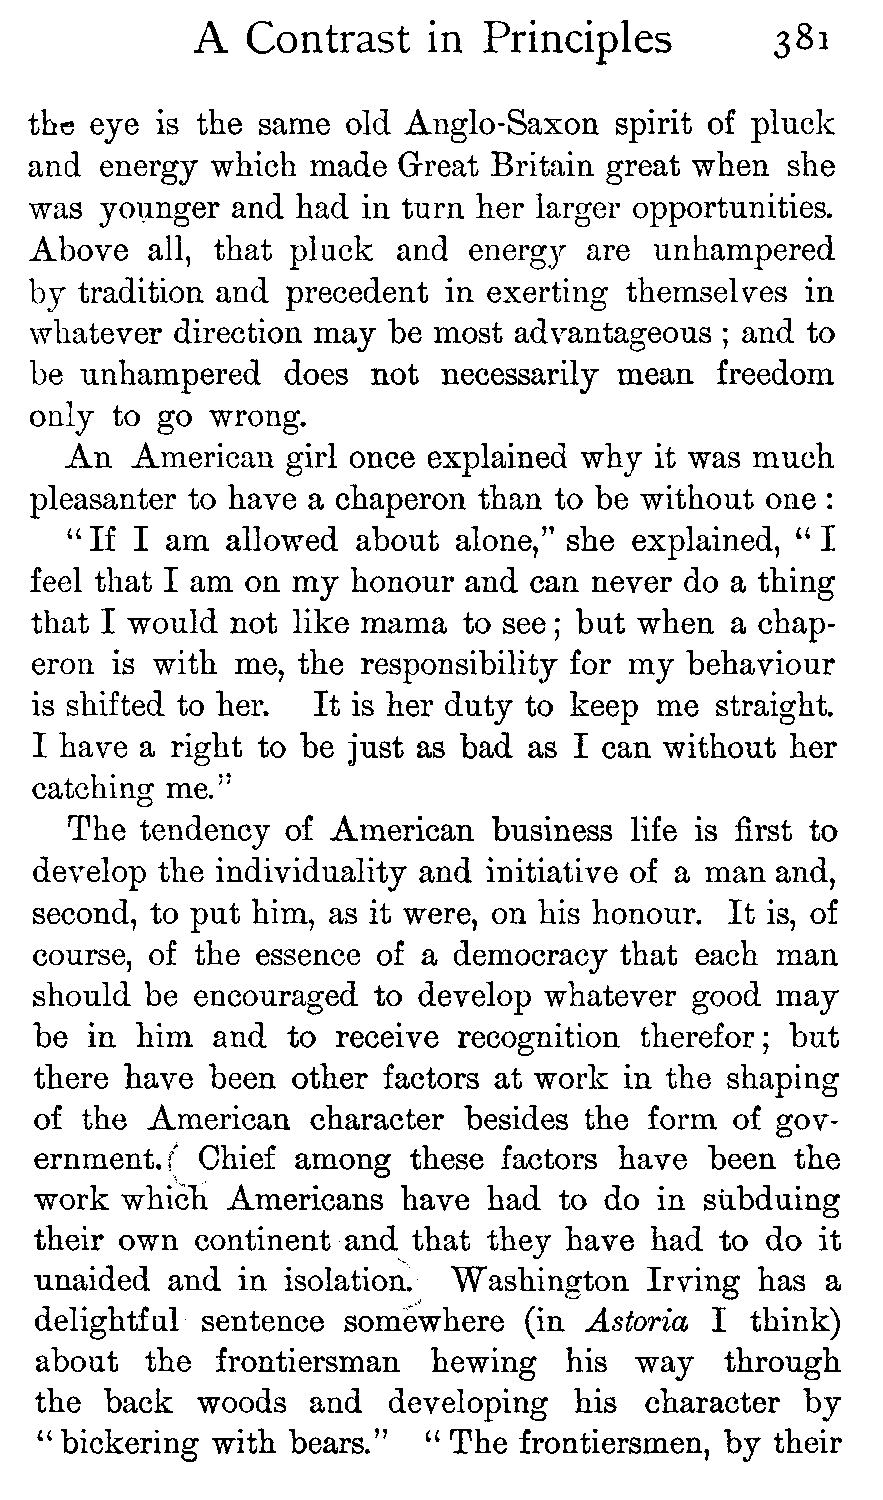 A Contrast in Principles 381
the eye is the same old Anglo-Saxon spirit of pluck
and energy which made Great Britain great when she
was younger and had in turn her larger opportunities.
Above all, that pluck and energy are unhampered
by tradition and precedent in exerting themselves in
whatever direction may be most advantageous ; and to
be unhampered does not necessarily mean freedom
only to go wrong.
An American girl once explained why it was much
pleasanter to have a chaperon than to be without one :
“ If I am allowed about alone,” she explained, “ I
feel that I am on my honour and can never do a thing
that I would not like mama to see ; but when a chap-
eron is with me, the responsibility for my behaviour
is shifted to her. It is her duty to keep me straight.
I have a right to be just as bad as I can without her
catching me.”
The tendency of American business life is first to
develop the individuality and initiative of a man and,
second, to put him, as it were, on his honour. It is, of
course, of the essence of a democracy that each man
should be encouraged to develop whatever good may
be in him and to receive recognition therefor ; but
there have been other factors at work in the shaping
of the American character besides the form of gov-
ernment. Chief among these factors have been the
work which Americans have had to do in subduing
their own continent and that they have had to do it
unaided and in isolation. Washington Irving has a
delightful sentence somewhere (in Astoria I think)
about the frontiersman hewing his way through
the back woods and developing his character by
“ bickering with bears.” “ The frontiersmen, by their